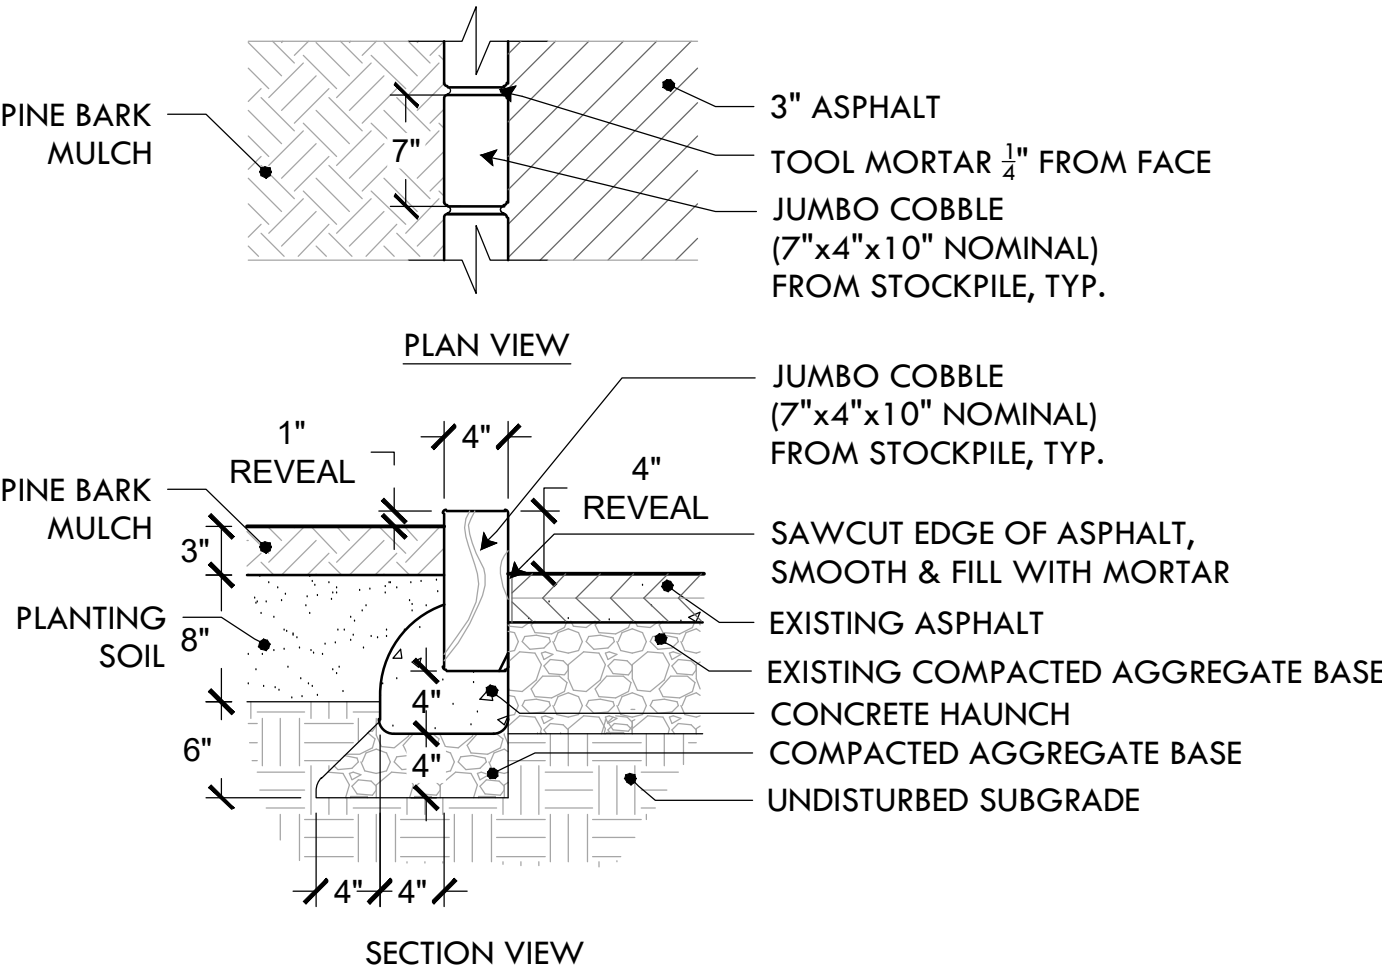 PINE BARK
MULCH
7"
3" ASPHALT
TOOL MORTAR 1/4" FROM FACE
JUMBO COBBLE
(7"x4"x10" NOMINAL)
FROM STOCKPILE, TYP.
PLAN VIEW
JUMBO COBBLE
(7"x4"x10" NOMINAL)
FROM STOCKPILE, TYP.
1"
REVEAL
4"
4"
REVEAL
PINE BARK
MULCH
3"
SAWCUT EDGE OF ASPHALT,
SMOOTH & FILL WITH MORTAR
PLANTING
SOIL
8"
EXISTING ASPHALT
EXISTING COMPACTED AGGREGATE BASE
4"
CONCRETE HAUNCH
6"
4"
COMPACTED AGGREGATE BASE
UNDISTURBED SUBGRADE
4"
4"
SECTION VIEW